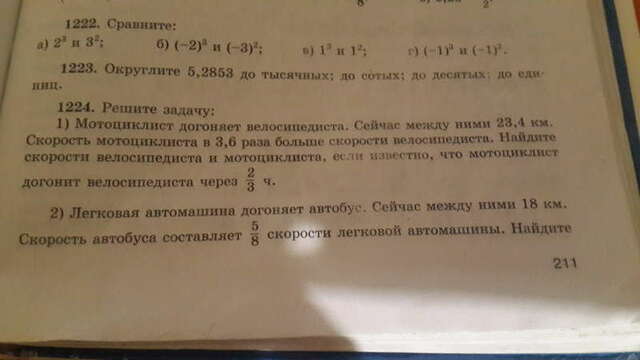 1222. Сравните:
а) 2³ и 3²; б) (−2)³ и (−3)²; в) 1³ и 1²; г) (−1)³ и (−1)².
1223. Округлите 5,2853 до тысячных; до сотых; до десятых; до еди-
ниц.
1224. Решите задачу:
1) Мотоциклист догоняет велосипедиста. Сейчас между ними 23,4 км.
Скорость мотоциклиста в 3,6 раза больше скорости велосипедиста. Найдите
скорости велосипедиста и мотоциклиста, если известно, что мотоциклист
догонит велосипедиста через 2/3 ч.
2) Легковая автомашина догоняет автобус. Сейчас между ними 18 км.
Скорость автобуса составляет 5/8 скорости легковой автомашины. Найдите
211